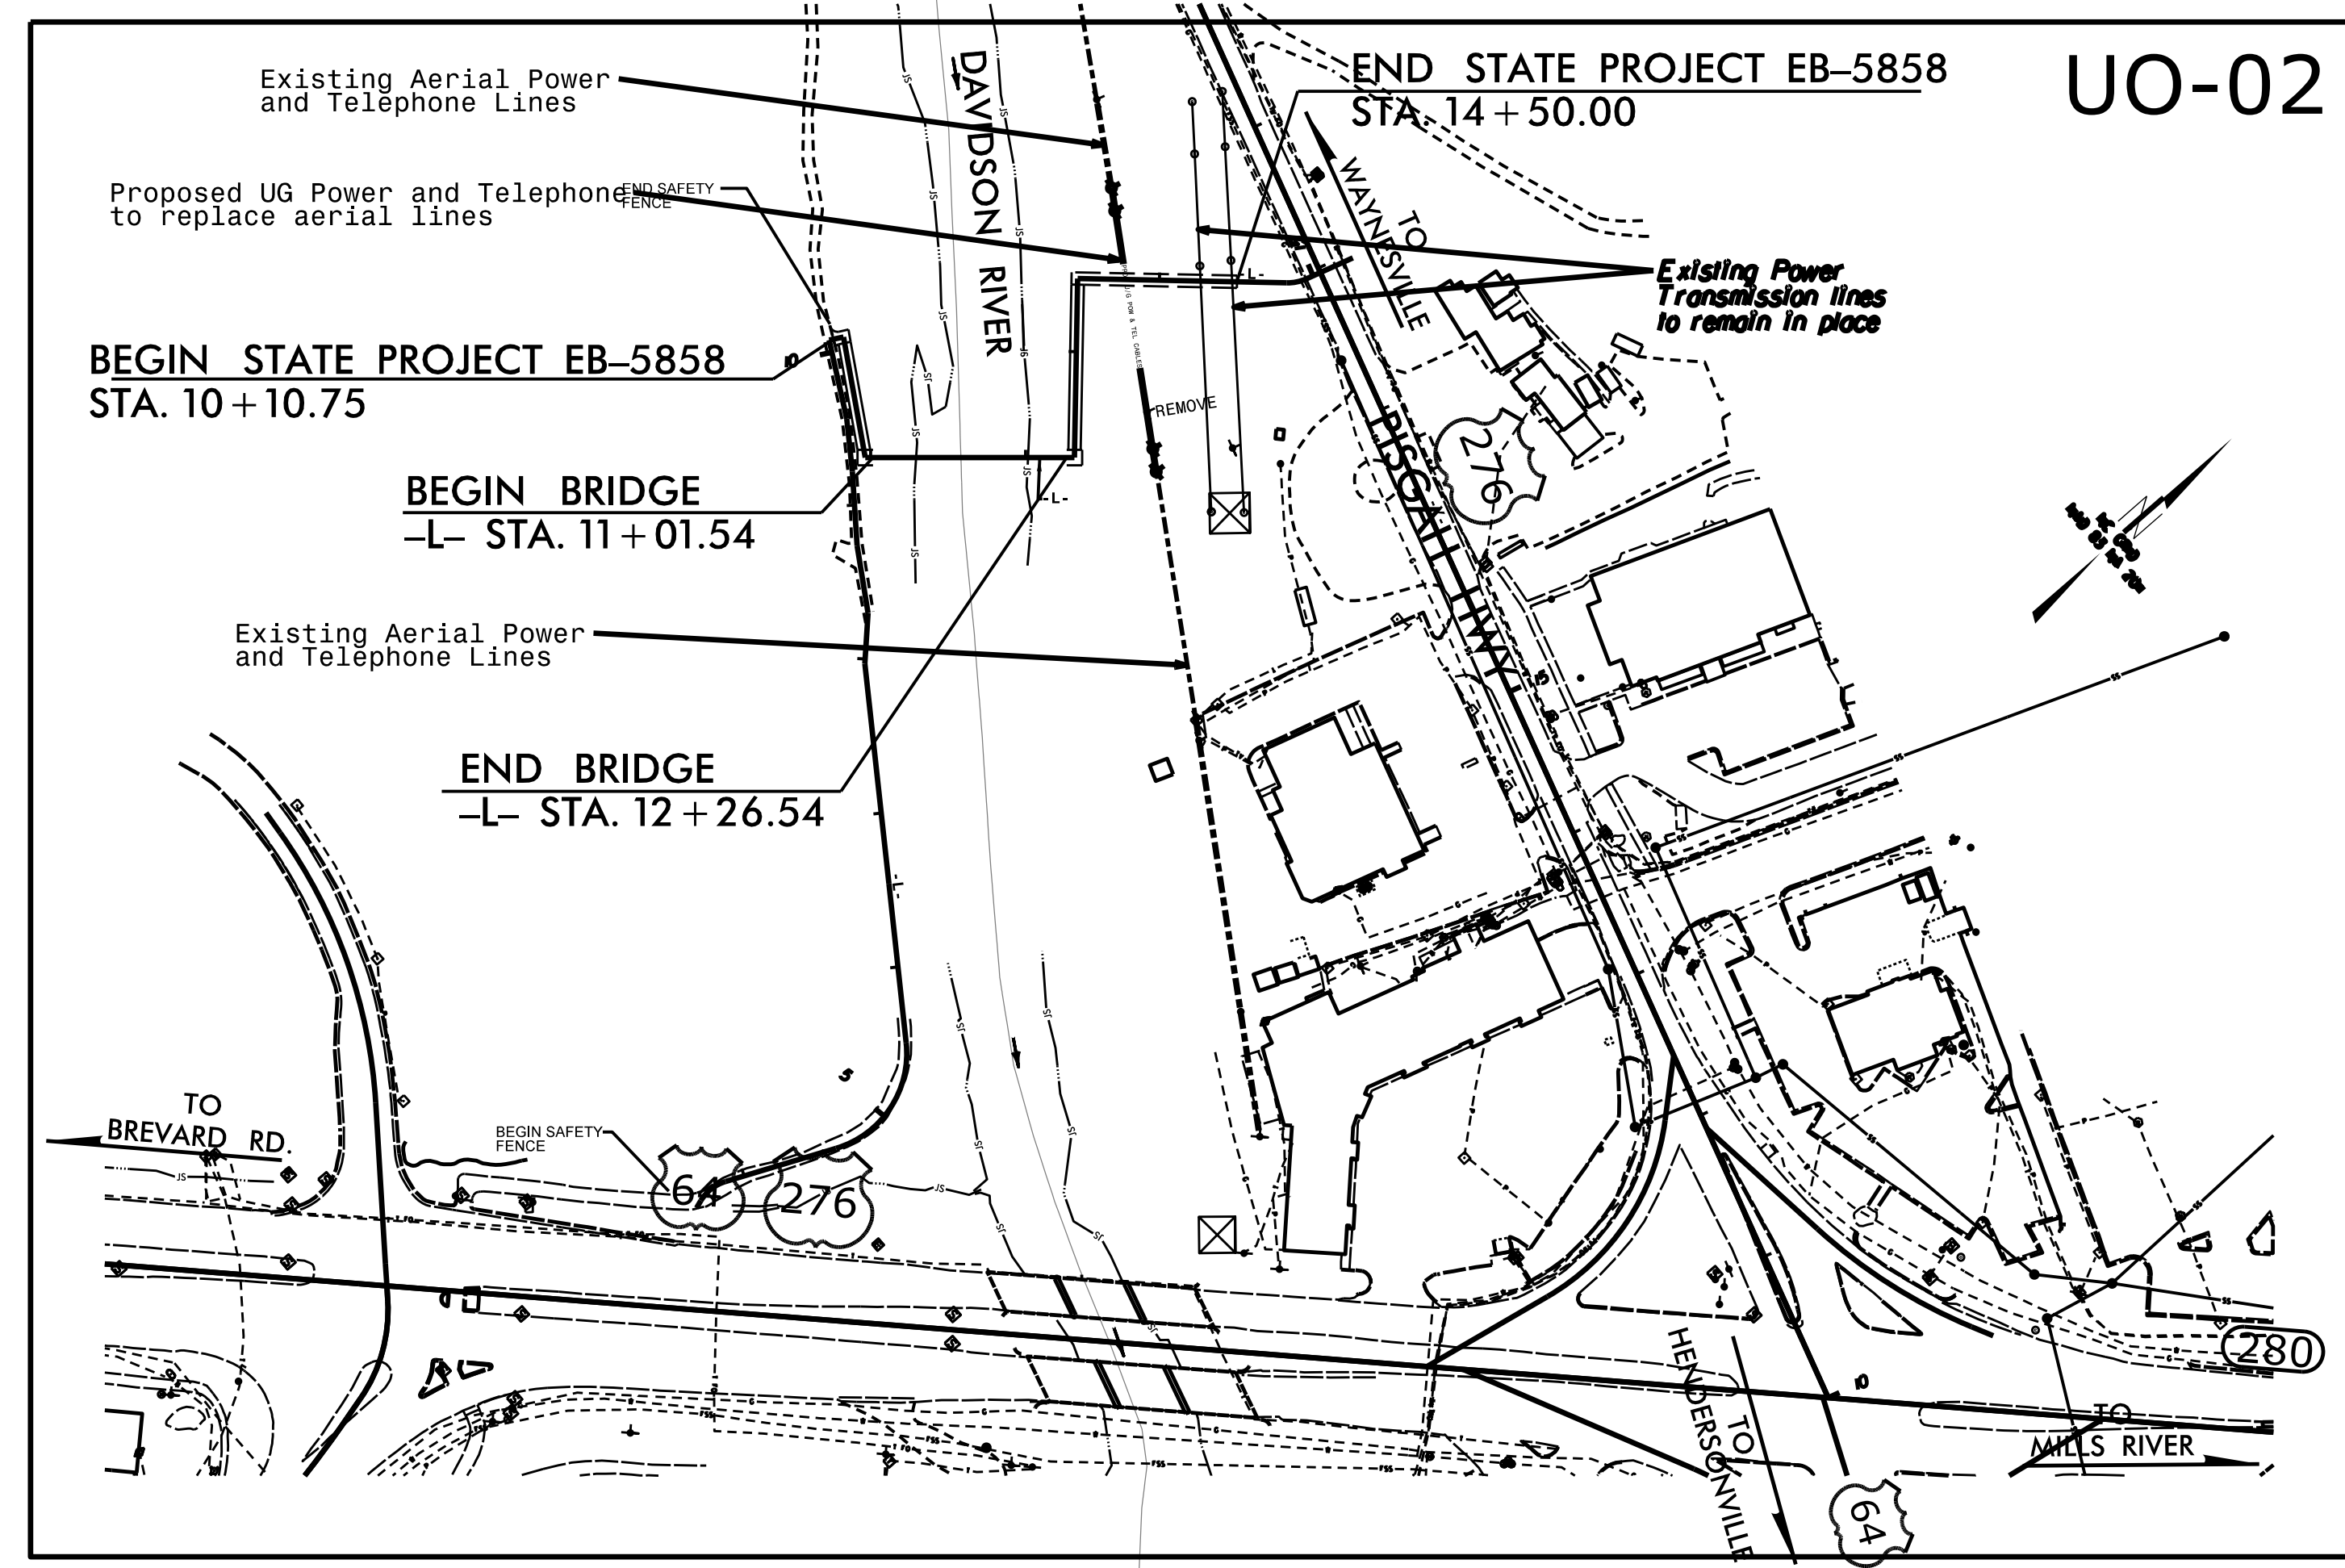 UO-02
Existing Aerial Power
and Telephone Lines
DAVIDSON RIVER
END STATE PROJECT EB–5858
STA. 14+50.00
Proposed UG Power and Telephone
to replace aerial lines
END SAFETY
FENCE
TO
WAYNESVILLE
Existing Power
Transmission lines
to remain in place
-L-
BEGIN STATE PROJECT EB–5858
STA. 10+10.75
REMOVE
276
PISGAH HWY.
BEGIN BRIDGE
–L– STA. 11+01.54
-L-
Existing Aerial Power
and Telephone Lines
END BRIDGE
–L– STA. 12+26.54
TO
BREVARD RD.
BEGIN SAFETY
FENCE
64
276
5
280
TO
HENDERSONVILLE
TO
MILLS RIVER
64
10